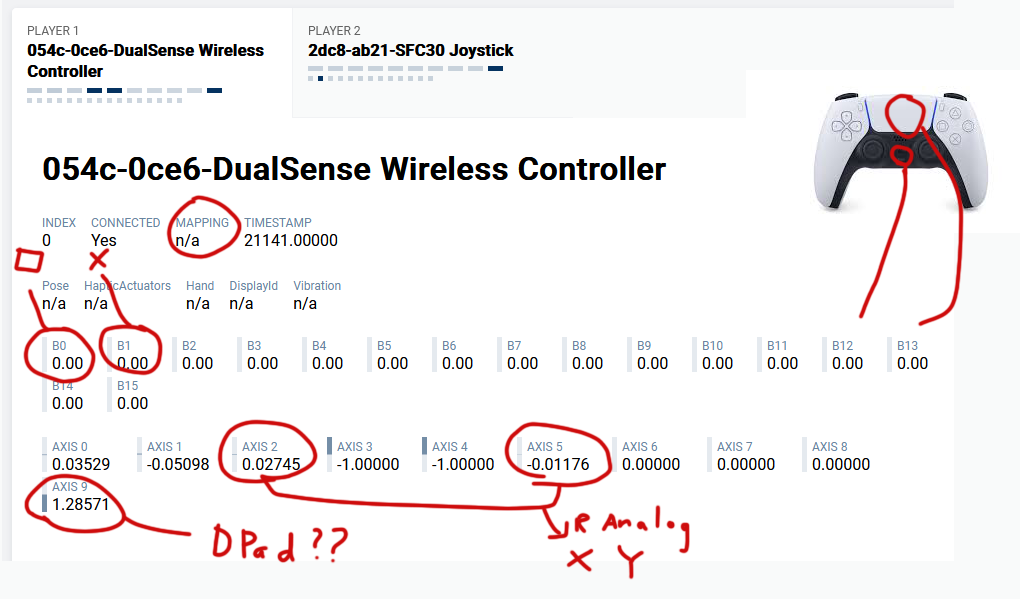 PLAYER 1
054c-0ce6-DualSense Wireless
Controller
PLAYER 2
2dc8-ab21-SFC30 Joystick
054c-0ce6-DualSense Wireless Controller
INDEX CONNECTED MAPPING TIMESTAMP
0 Yes n/a 21141.00000
Pose HapticActuators Hand DisplayId Vibration
n/a n/a n/a n/a n/a
B0 B1 B2 B3 B4 B5 B6 B7 B8 B9 B10 B11 B12 B13
0.00 0.00 0.00 0.00 0.00 0.00 0.00 0.00 0.00 0.00 0.00 0.00 0.00 0.00
B14 B15
0.00 0.00
AXIS 0 AXIS 1 AXIS 2 AXIS 3 AXIS 4 AXIS 5 AXIS 6 AXIS 7 AXIS 8
0.03529 -0.05098 0.02745 -1.00000 -1.00000 -0.01176 0.00000 0.00000 0.00000
AXIS 9
1.28571
DPad??
R Analog
X Y